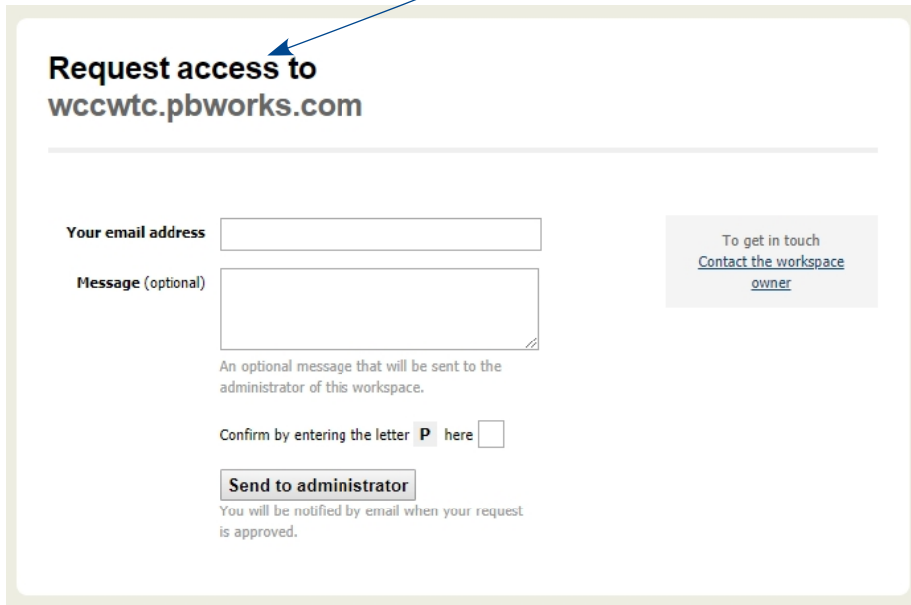 Request access to
wccwtc.pbworks.com
Your email address
To get in touch
Contact the workspace
owner
Message (optional)
An optional message that will be sent to the
administrator of this workspace.
Confirm by entering the letter P here
Send to administrator
You will be notified by email when your request
is approved.